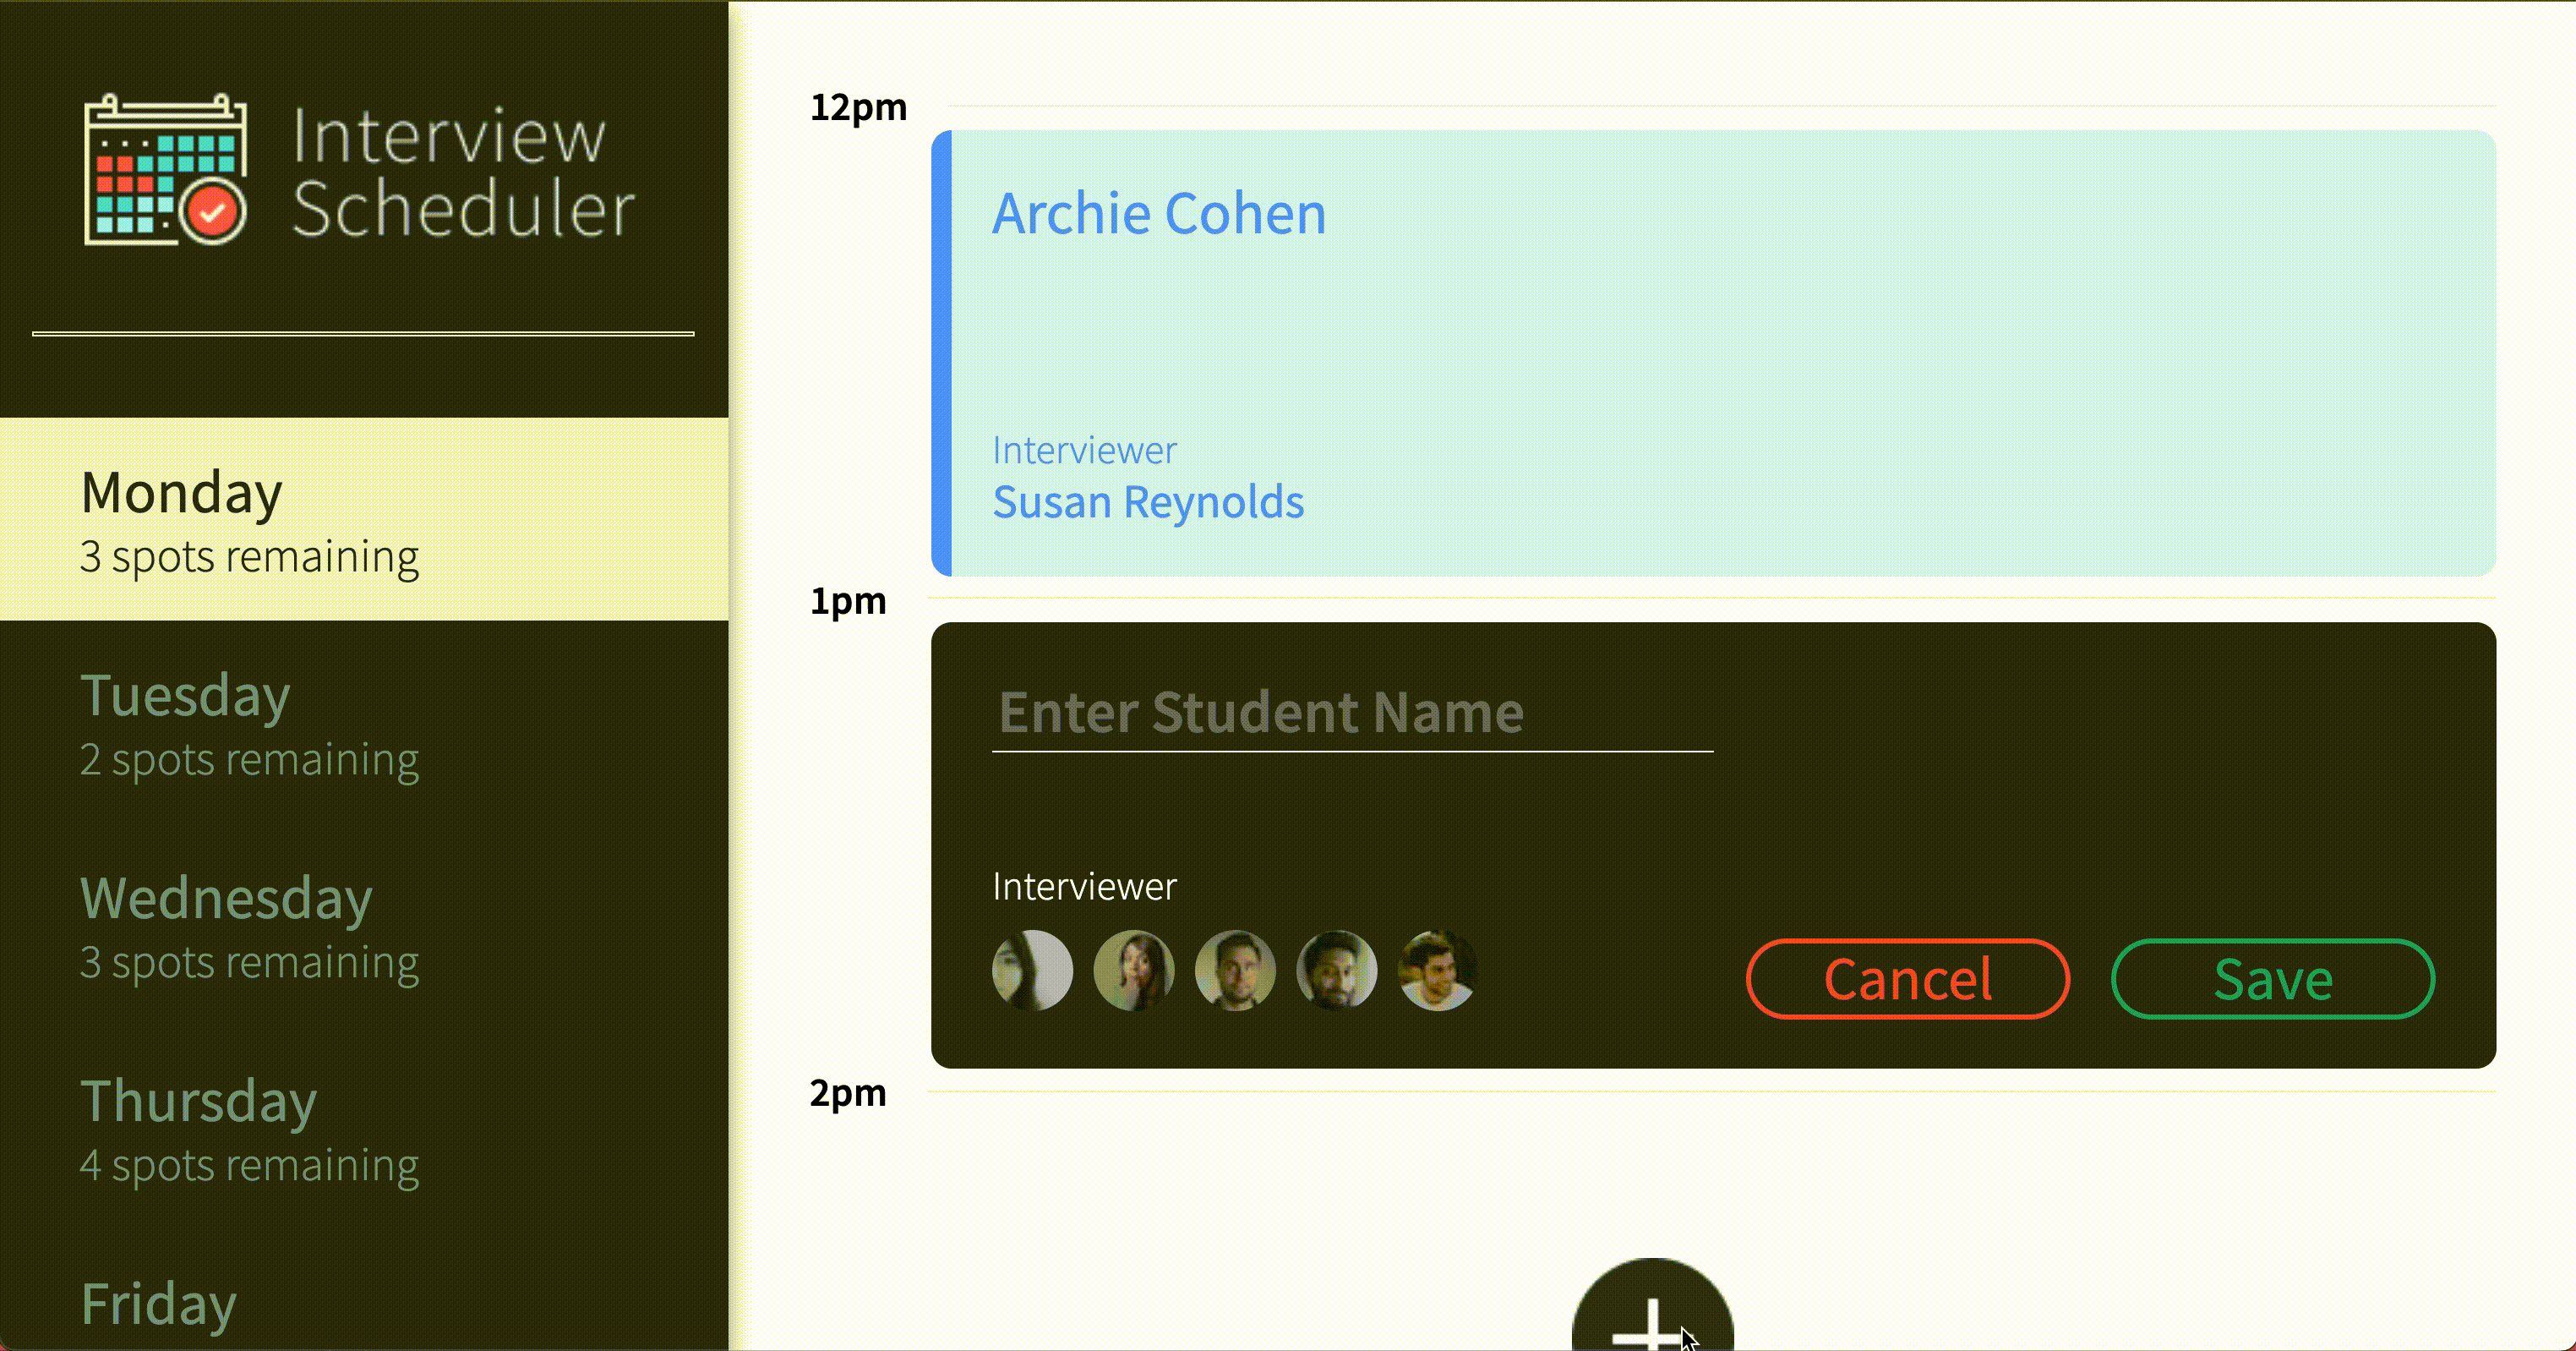 Interview
Scheduler
Monday
3 spots remaining
Tuesday
2 spots remaining
Wednesday
3 spots remaining
Thursday
4 spots remaining
Friday
12pm
Archie Cohen
Interviewer
Susan Reynolds
1pm
Enter Student Name
Interviewer
Cancel
Save
2pm